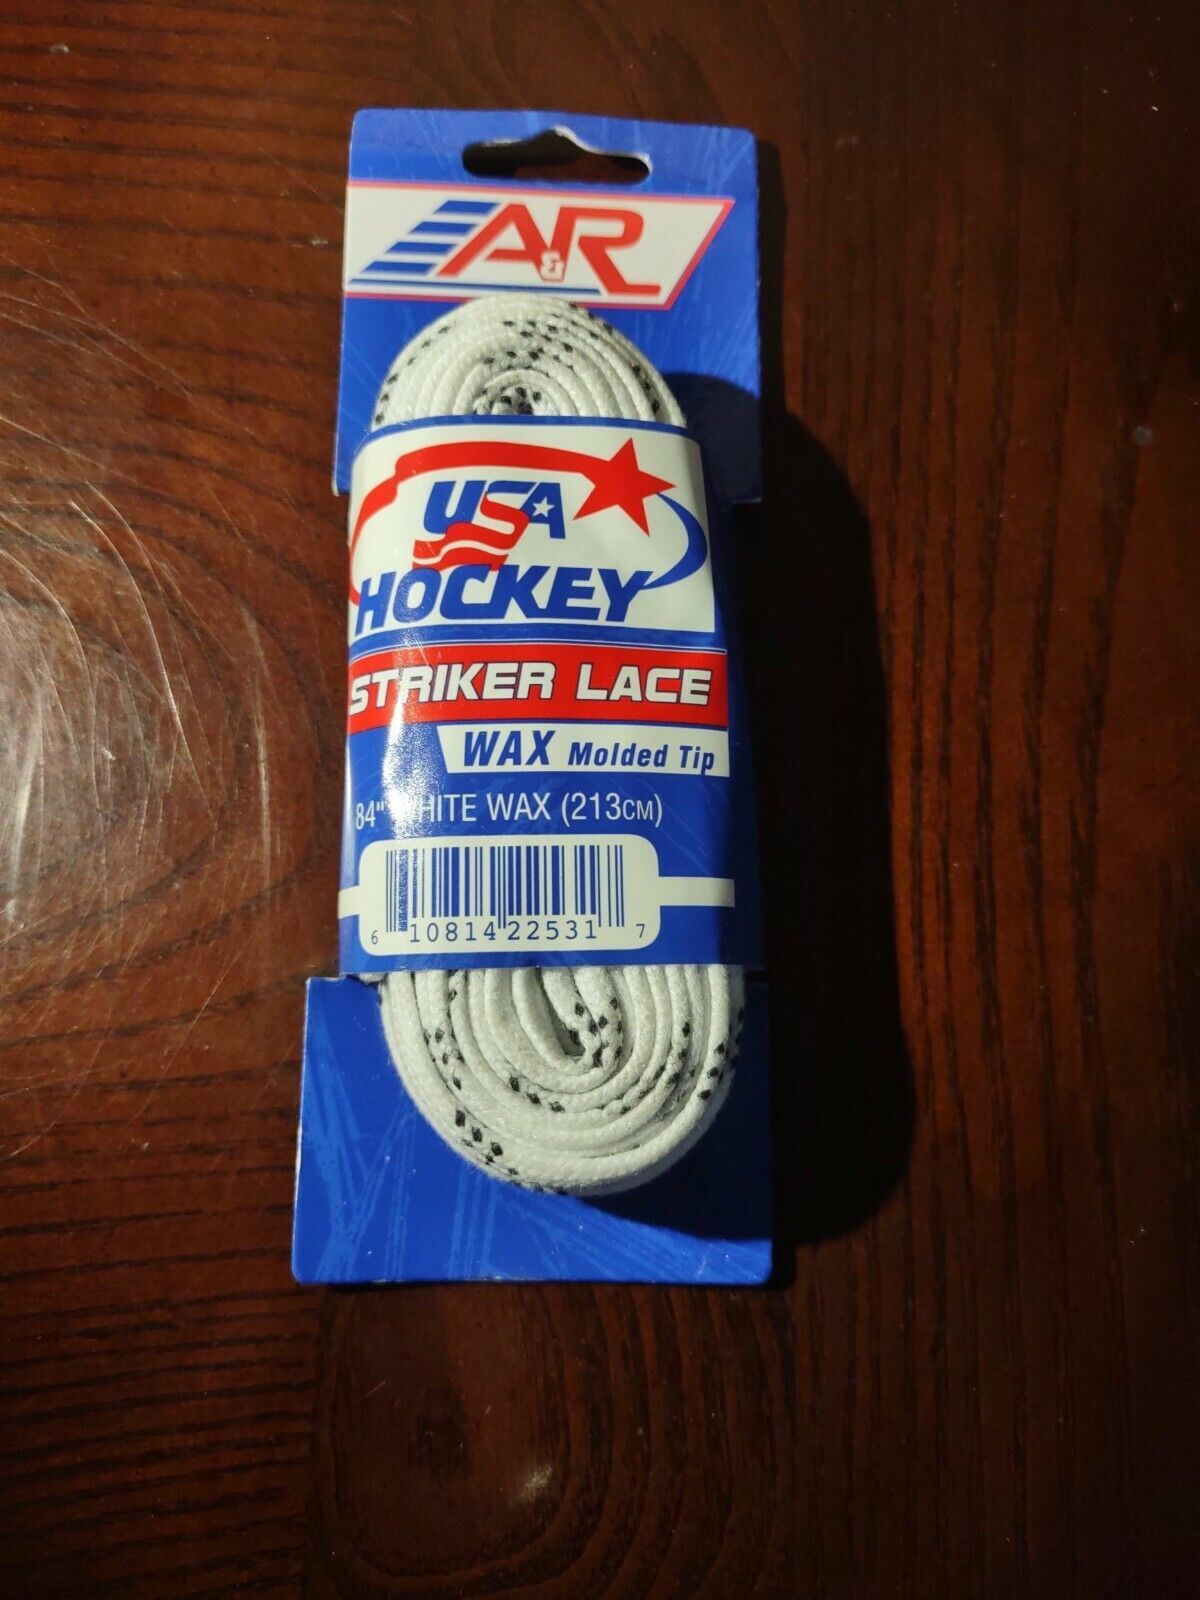 A&R
USA
HOCKEY
STRIKER LACE
WAX Molded Tip
84" WHITE WAX (213CM)
6 10814 22531 7